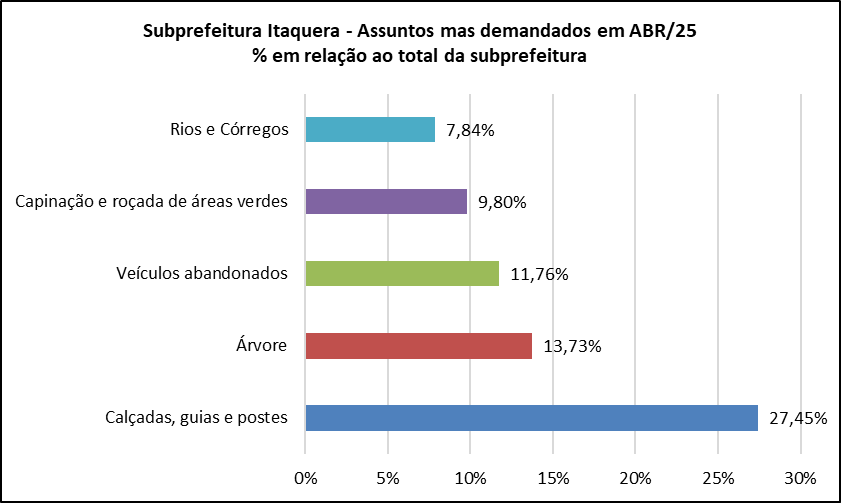 Subprefeitura Itaquera - Assuntos mas demandados em ABR/25
% em relação ao total da subprefeitura
Rios e Córregos 7,84%
Capinação e roçada de áreas verdes 9,80%
Veículos abandonados 11,76%
Árvore 13,73%
Calçadas, guias e postes 27,45%
0% 5% 10% 15% 20% 25% 30%